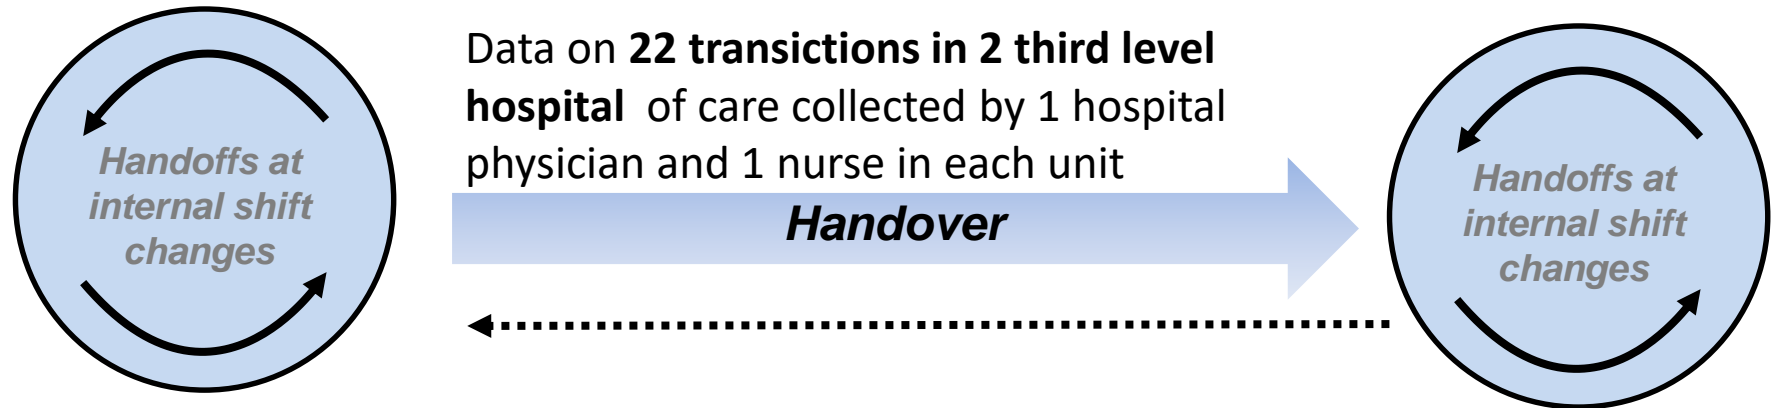 Handoffs at
internal shift
changes
Data on 22 transictions in 2 third level
hospital of care collected by 1 hospital
physician and 1 nurse in each unit
Handover
Handoffs at
internal shift
changes